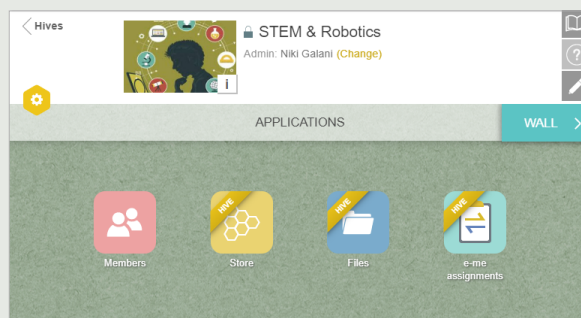 Hives
STEM & Robotics
Admin: Niki Galani (Change)
i
?
APPLICATIONS
WALL
HIVE
HIVE
HIVE
Members
Store
Files
e-me
assignments